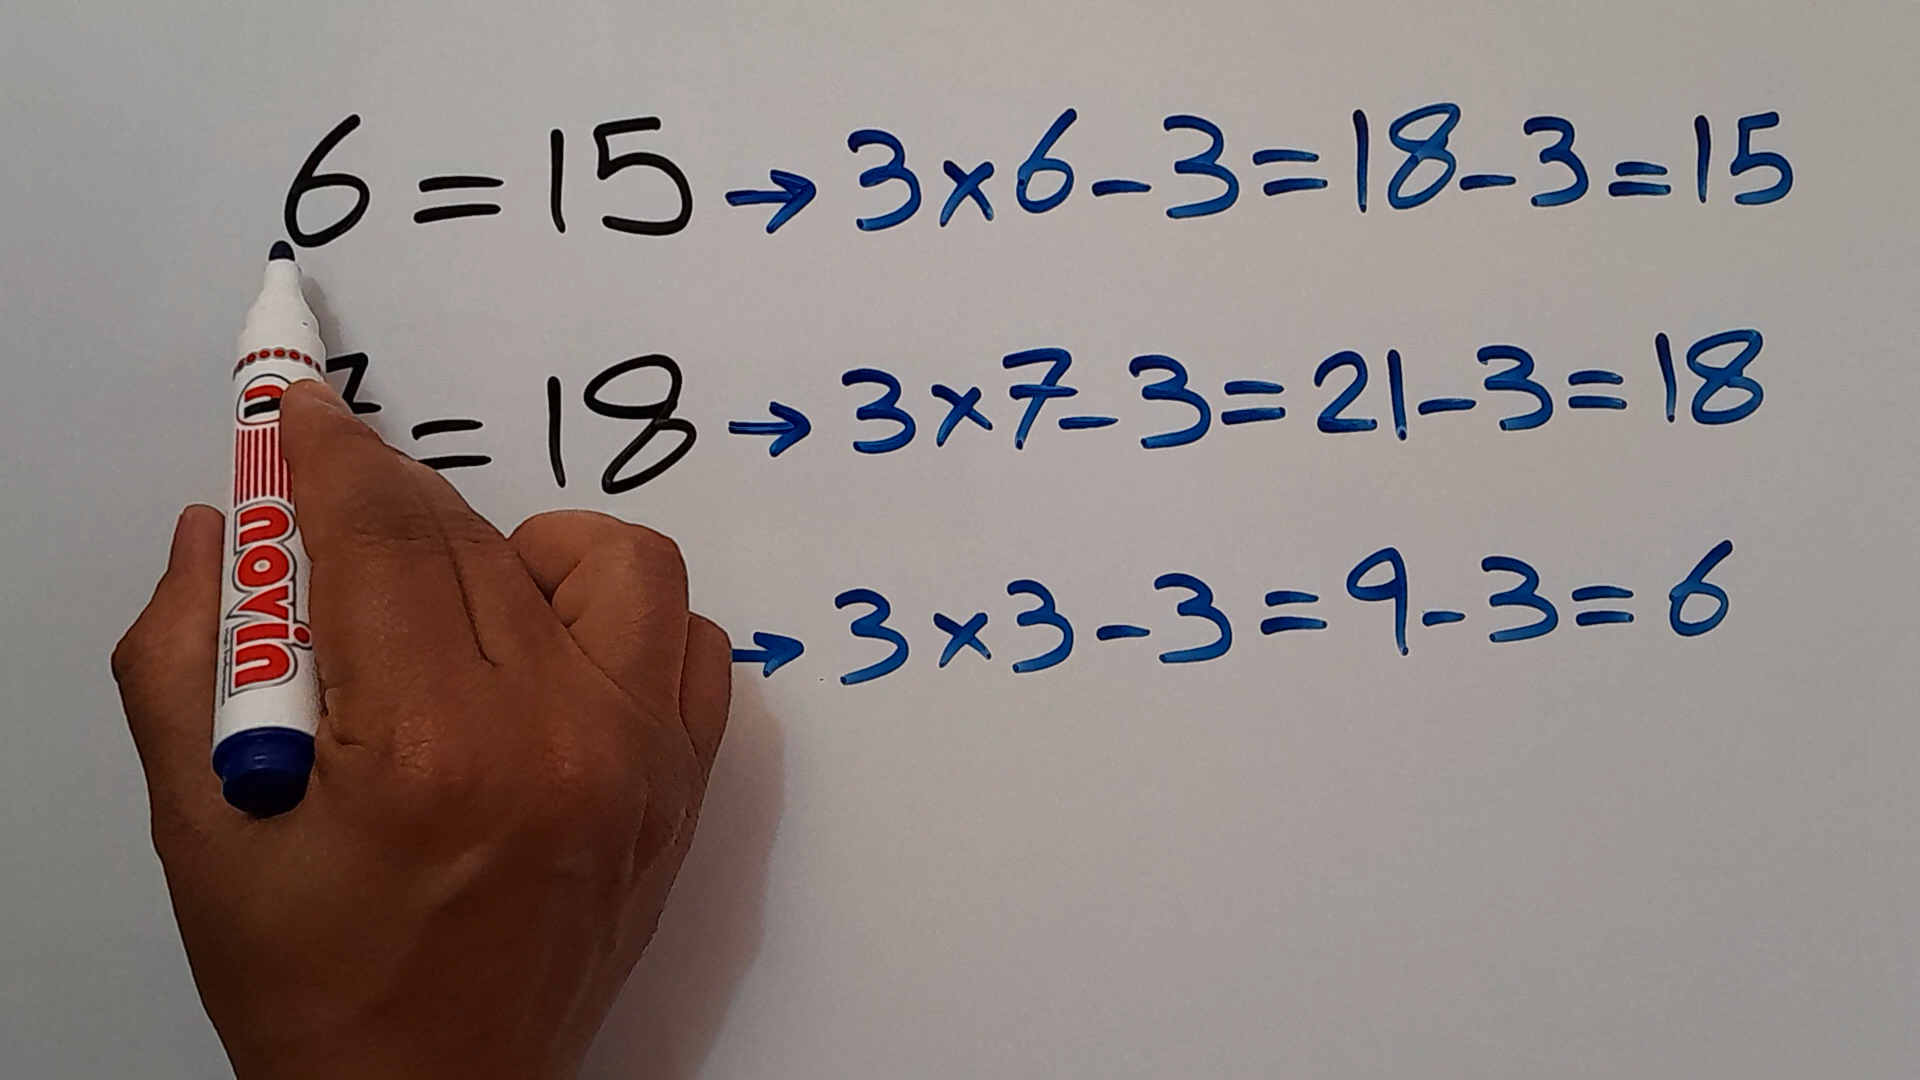 6 = 15 → 3 × 6 - 3 = 18 - 3 = 15
= 18 → 3 × 7 - 3 = 21 - 3 = 18
→ 3 × 3 - 3 = 9 - 3 = 6
novin